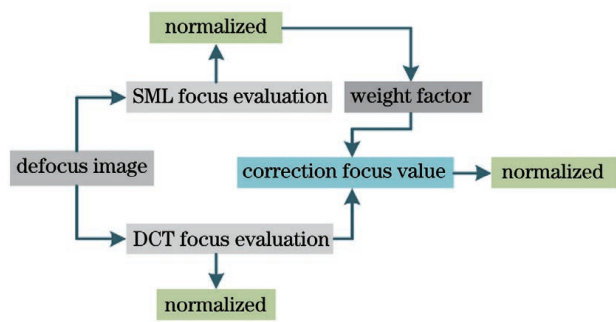 normalized
SML focus evaluation
weight factor
defocus image
correction focus value
normalized
DCT focus evaluation
normalized